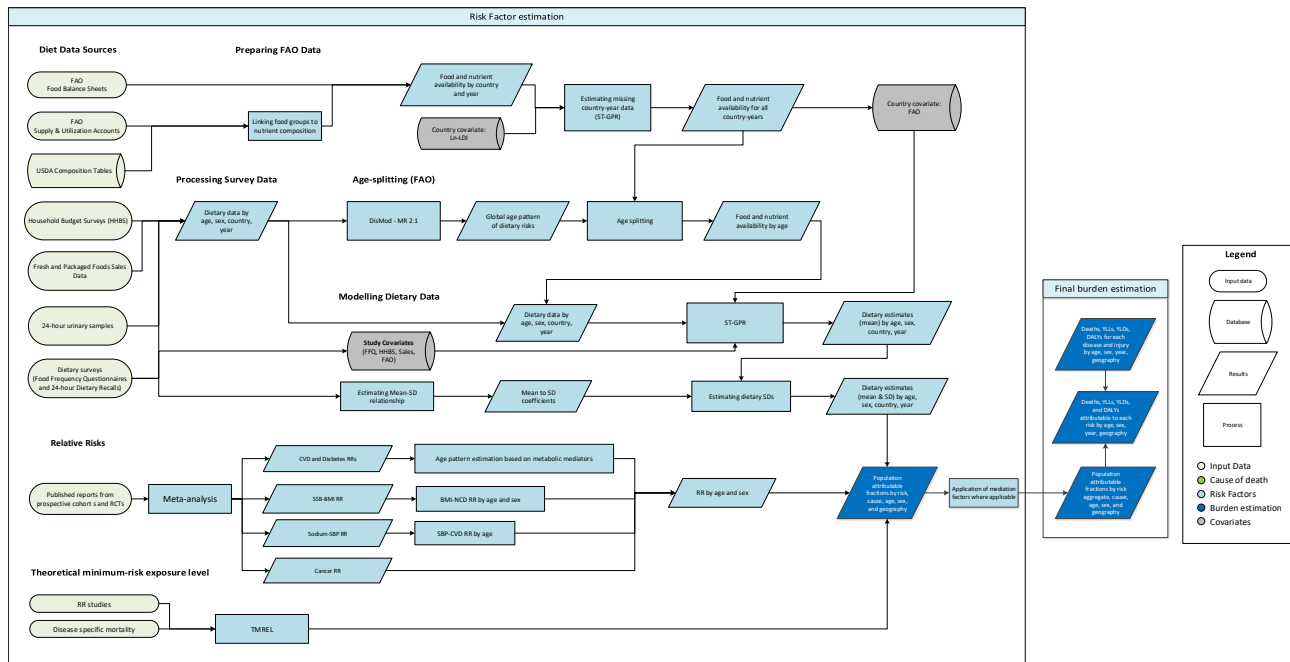 Risk Factor estimation
Diet Data Sources
Preparing FAO Data
FAO
Food Balance Sheets
Food and nutrient
availability by country
and year
Estimating missing
country-year data
(ST-GPR)
Food and nutrient
availability for all
country-years
Country covariate:
FAO
FAO
Supply & Utilization Accounts
Linking food groups to
nutrient composition
Country covariate:
Ln-LDI
USDA Composition Tables
Processing Survey Data
Age-splitting (FAO)
Household Budget Surveys (HHBS)
Dietary data by
age, sex, country,
year
DisMod - MR 2.1
Global age pattern
of dietary risks
Age splitting
Food and nutrient
availability by age
Fresh and Packaged Foods Sales
Data
Modelling Dietary Data
24-hour urinary samples
Dietary data by
age, sex, country,
year
ST-GPR
Dietary estimates
(mean) by age, sex,
country, year
Study Covariates
(FFQ, HHBS, Sales,
FAO)
Dietary surveys
(Food Frequency Questionnaires
and 24-hour Dietary Recalls)
Estimating Mean-SD
relationship
Mean to SD
coefficients
Estimating dietary SDs
Dietary estimates
(mean & SD) by age,
sex, country, year
Relative Risks
CVD and Diabetes RRs
Age pattern estimation based on metabolic mediators
Published reports from
prospective cohorts and RCTs
Meta-analysis
SSB-BMI RR
BMI-NCD RR by age and sex
RR by age and sex
Population
attributable
fractions by risk,
cause, age, sex,
and geography
Application of mediation
factors where applicable
Sodium-SBP RR
SBP-CVD RR by age
Cancer RR
Theoretical minimum-risk exposure level
RR studies
Disease specific mortality
TMREL
Final burden estimation
Deaths, YLLs, YLDs,
DALYs for each
disease and injury
by age, sex, year,
geography
Deaths, YLLs, YLDs,
and DALYs
attributable to each
risk by age, sex,
year, geography
Population
attributable
fractions by risk
aggregate, cause,
age, sex, and
geography
Legend
Input data
Database
Results
Process
Input Data
Cause of death
Risk Factors
Burden estimation
Covariates